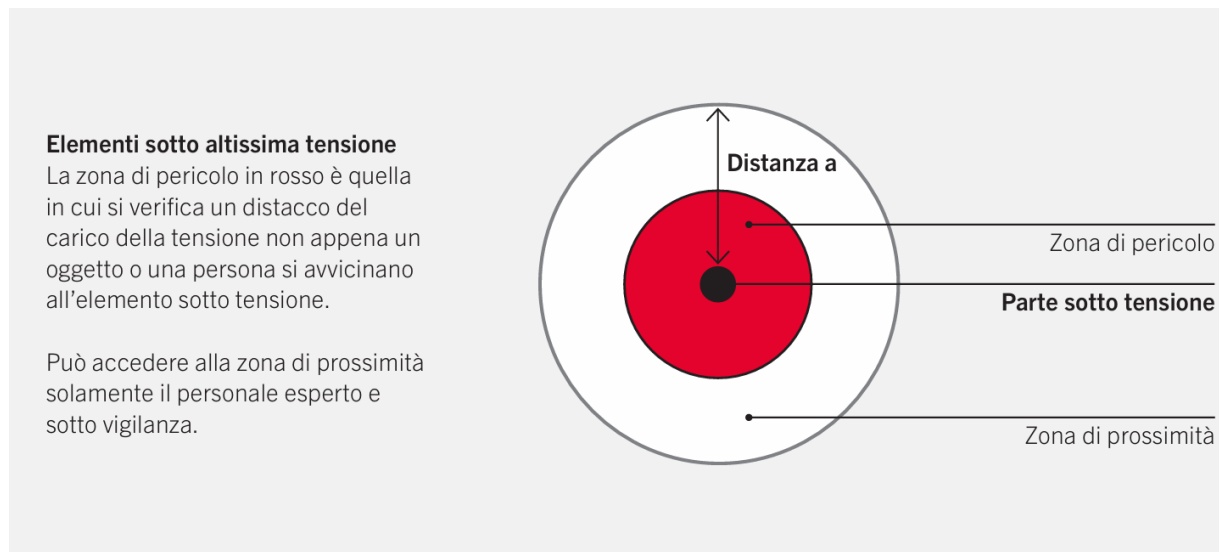 Elementi sotto altissima tensione
La zona di pericolo in rosso è quella
in cui si verifica un distacco del
carico della tensione non appena un
oggetto o una persona si avvicinano
all’elemento sotto tensione.
Può accedere alla zona di prossimità
solamente il personale esperto e
sotto vigilanza.
Distanza a
Zona di pericolo
Parte sotto tensione
Zona di prossimità